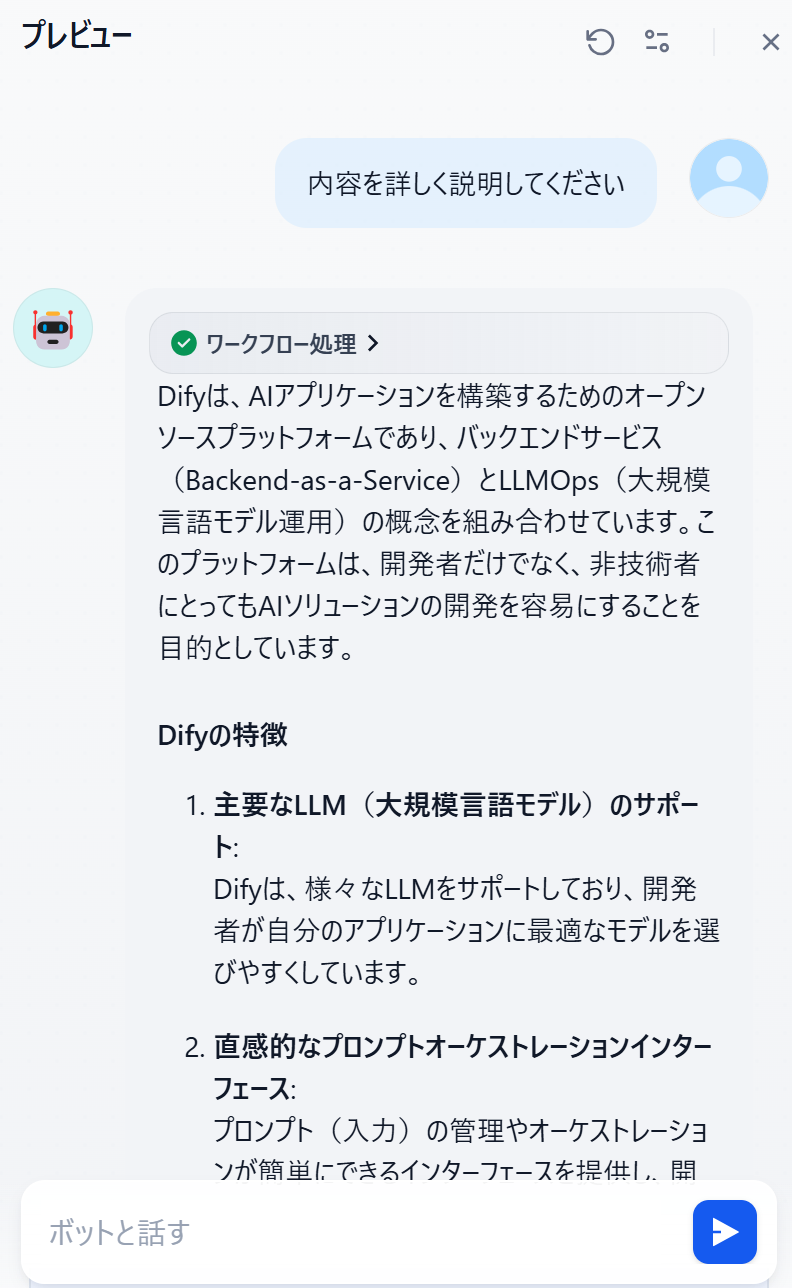 プレビュー
内容を詳しく説明してください
ワークフロー処理
Difyは、AIアプリケーションを構築するためのオープン
ソースプラットフォームであり、バックエンドサービス
（Backend-as-a-Service）とLLMOps（大規模
言語モデル運用）の概念を組み合わせています。こ
のプラットフォームは、開発者だけでなく、非技術者
にとってもAIソリューションの開発を容易にすることを
目的としています。
Difyの特徴
1. 主要なLLM（大規模言語モデル）のサポー
ト:
Difyは、様々なLLMをサポートしており、開発
者が自分のアプリケーションに最適なモデルを選
びやすくしています。
2. 直感的なプロンプトオーケストレーションインター
フェース:
プロンプト（入力）の管理やオーケストレーショ
ンが簡単にできるインターフェースを提供し、開
ボットと話す